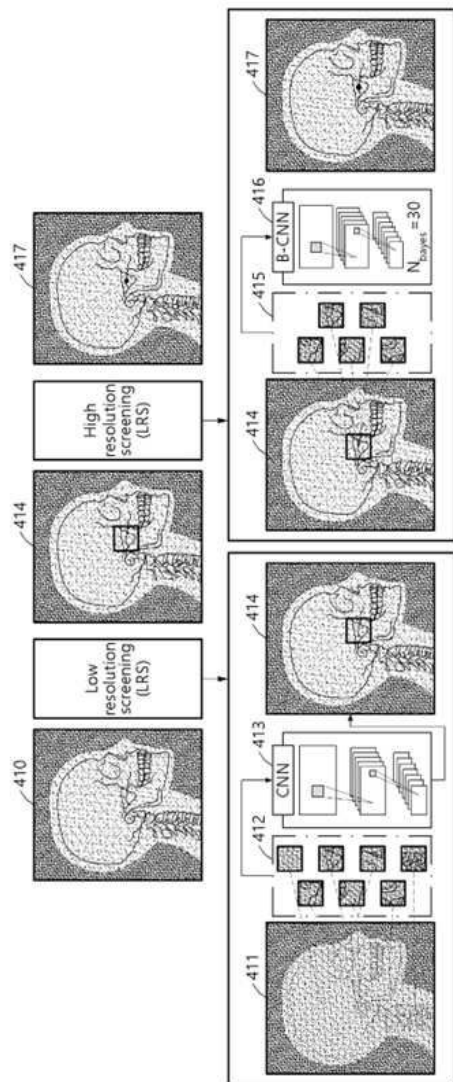 410
Low
resolution
screening
(LRS)
414
High
resolution
screening
(LRS)
417
411
412
413
CNN
414
414
415
416
B-CNN
N bayes = 30
417